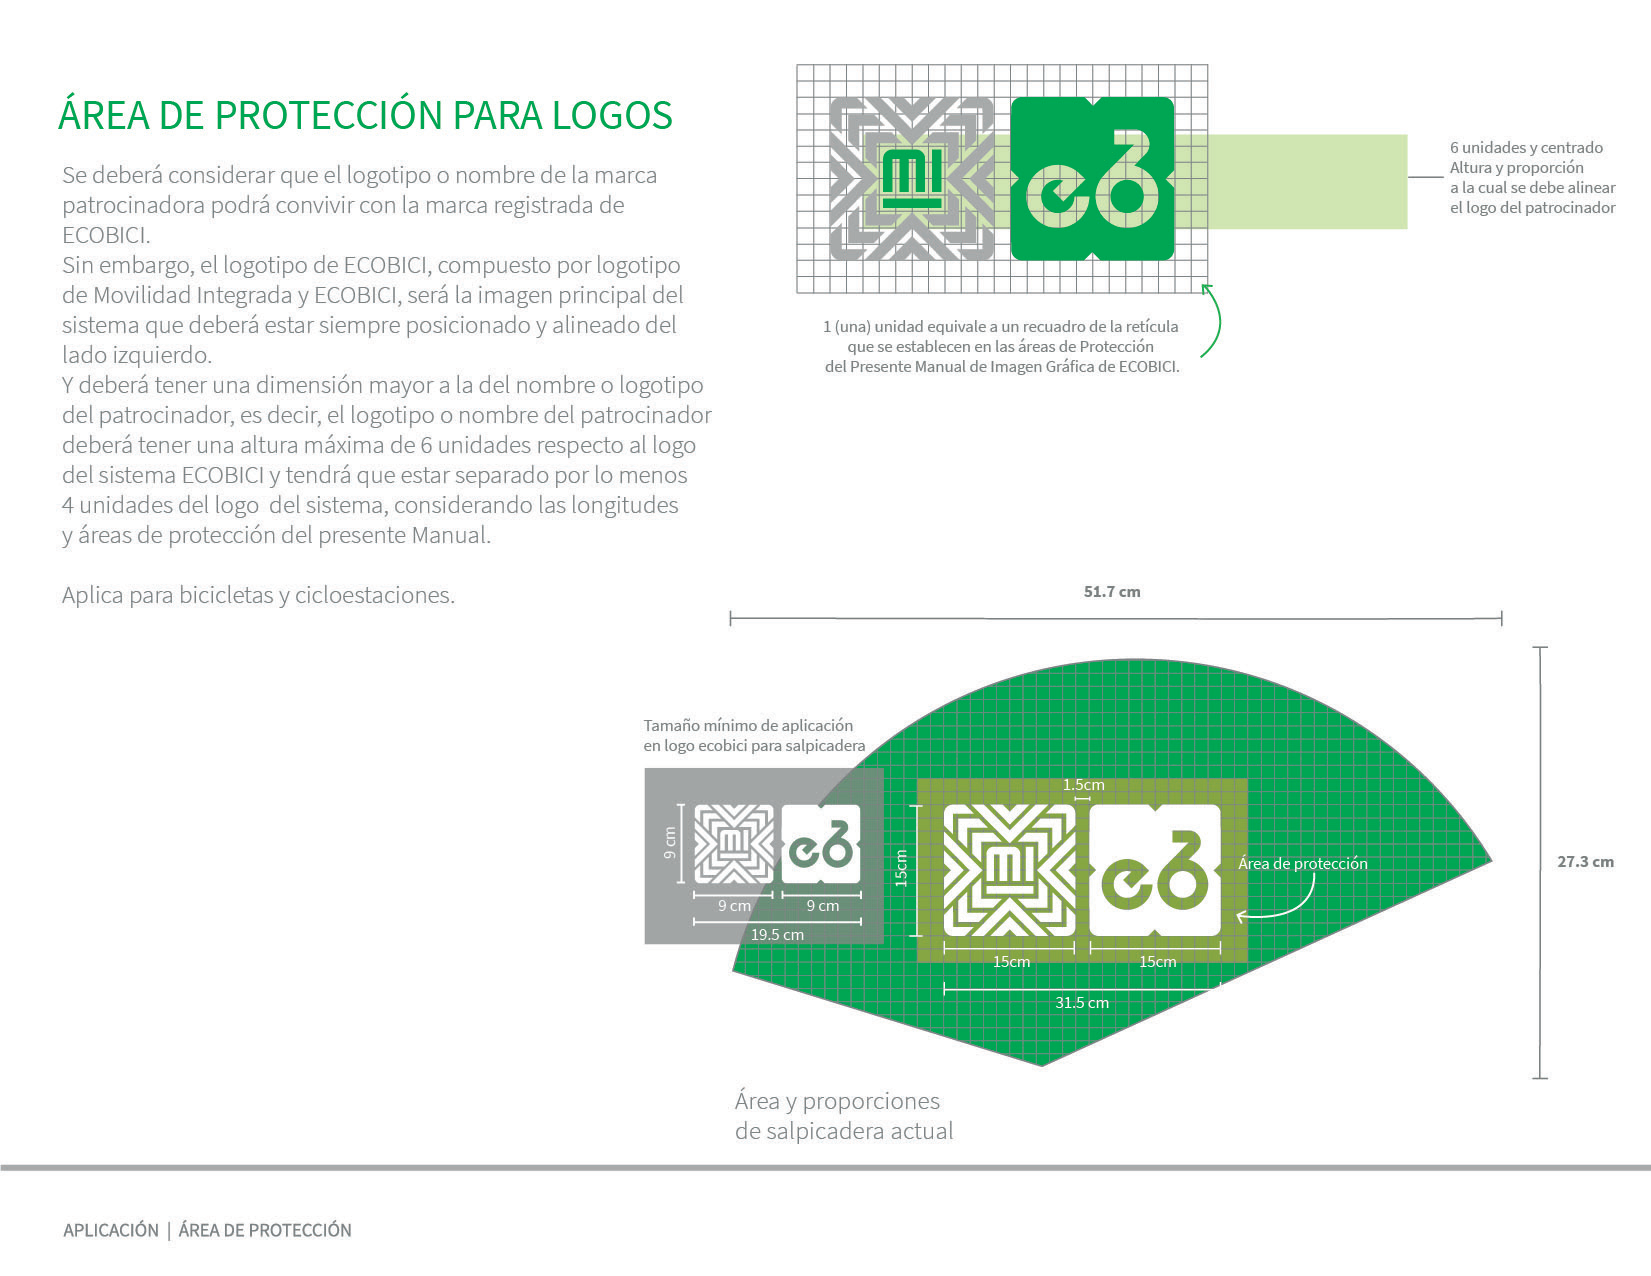 ÁREA DE PROTECCIÓN PARA LOGOS
Se deberá considerar que el logotipo o nombre de la marca
patrocinadora podrá convivir con la marca registrada de
ECOBICI.
Sin embargo, el logotipo de ECOBICI, compuesto por logotipo
de Movilidad Integrada y ECOBICI, será la imagen principal del
sistema que deberá estar siempre posicionado y alineado del
lado izquierdo.
Y deberá tener una dimensión mayor a la del nombre o logotipo
del patrocinador, es decir, el logotipo o nombre del patrocinador
deberá tener una altura máxima de 6 unidades respecto al logo
del sistema ECOBICI y tendrá que estar separado por lo menos
4 unidades del logo  del sistema, considerando las longitudes
y áreas de protección del presente Manual.
Aplica para bicicletas y cicloestaciones.
MI
6 unidades y centrado
Altura y proporción
a la cual se debe alinear
el logo del patrocinador
1 (una) unidad equivale a un recuadro de la retícula
que se establecen en las áreas de Protección
del Presente Manual de Imagen Gráfica de ECOBICI.
51.7 cm
27.3 cm
Tamaño mínimo de aplicación
en logo ecobici para salpicadera
9 cm
MI
9 cm
9 cm
19.5 cm
1.5cm
15cm
MI
Área de protección
15cm
15cm
31.5 cm
Área y proporciones
de salpicadera actual
APLICACIÓN | ÁREA DE PROTECCIÓN